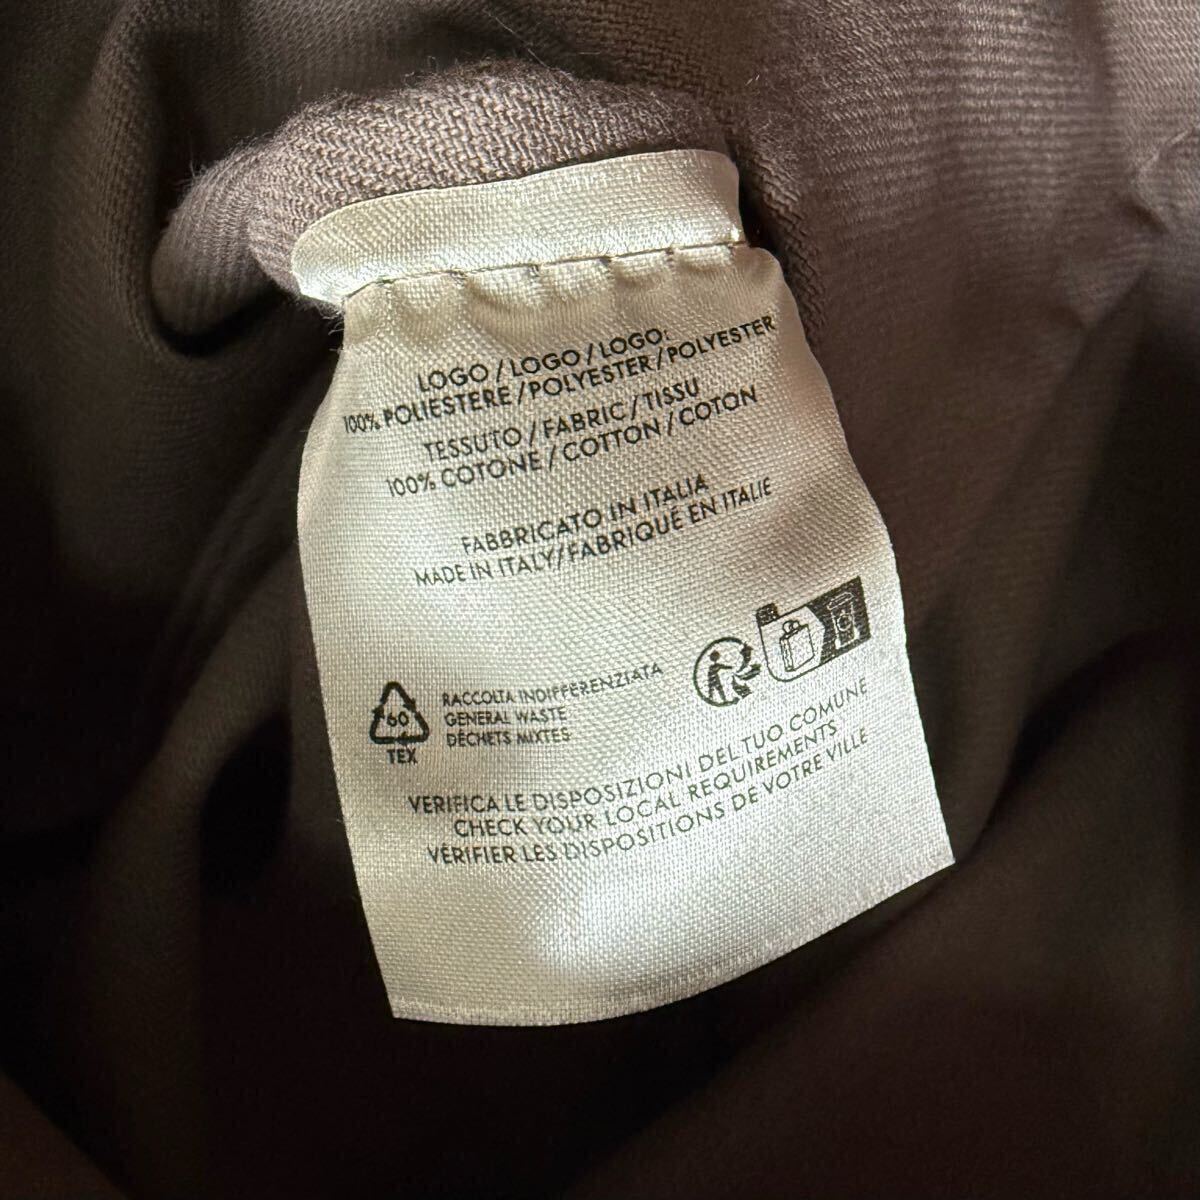 LOGO / LOGO / LOGO:
100% POLIESTERE / POLYESTER / POLYESTER
TESSUTO / FABRIC / TISSU
100% COTONE / COTTON / COTON
FABBRICATO IN ITALIA
MADE IN ITALY/FABRIQUÉ EN ITALIE
60
TEX
RACCOLTA INDIFFERENZIATA
GENERAL WASTE
DÉCHETS MIXTES
VERIFICA LE DISPOSIZIONI DEL TUO COMUNE
CHECK YOUR LOCAL REQUIREMENTS
VÉRIFIER LES DISPOSITIONS DE VOTRE VILLE